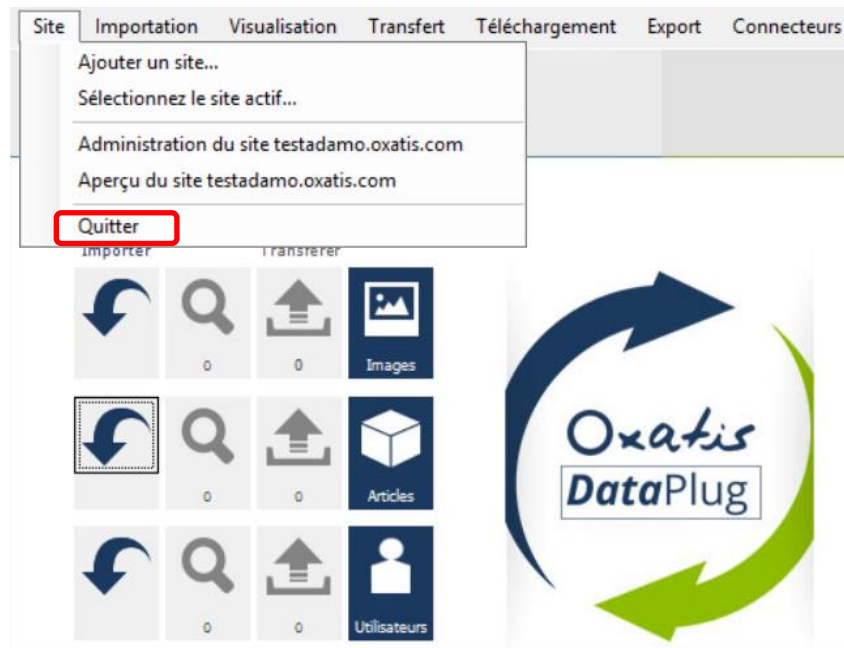 Site Importation Visualisation Transfert Téléchargement Export Connecteurs
Ajouter un site...
Sélectionnez le site actif...
Administration du site testadamo.oxatis.com
Aperçu du site testadamo.oxatis.com
Quitter
Importer Transférer
0 0 Images
0 0 Articles
0 0 Utilisateurs
Oxatis
DataPlug